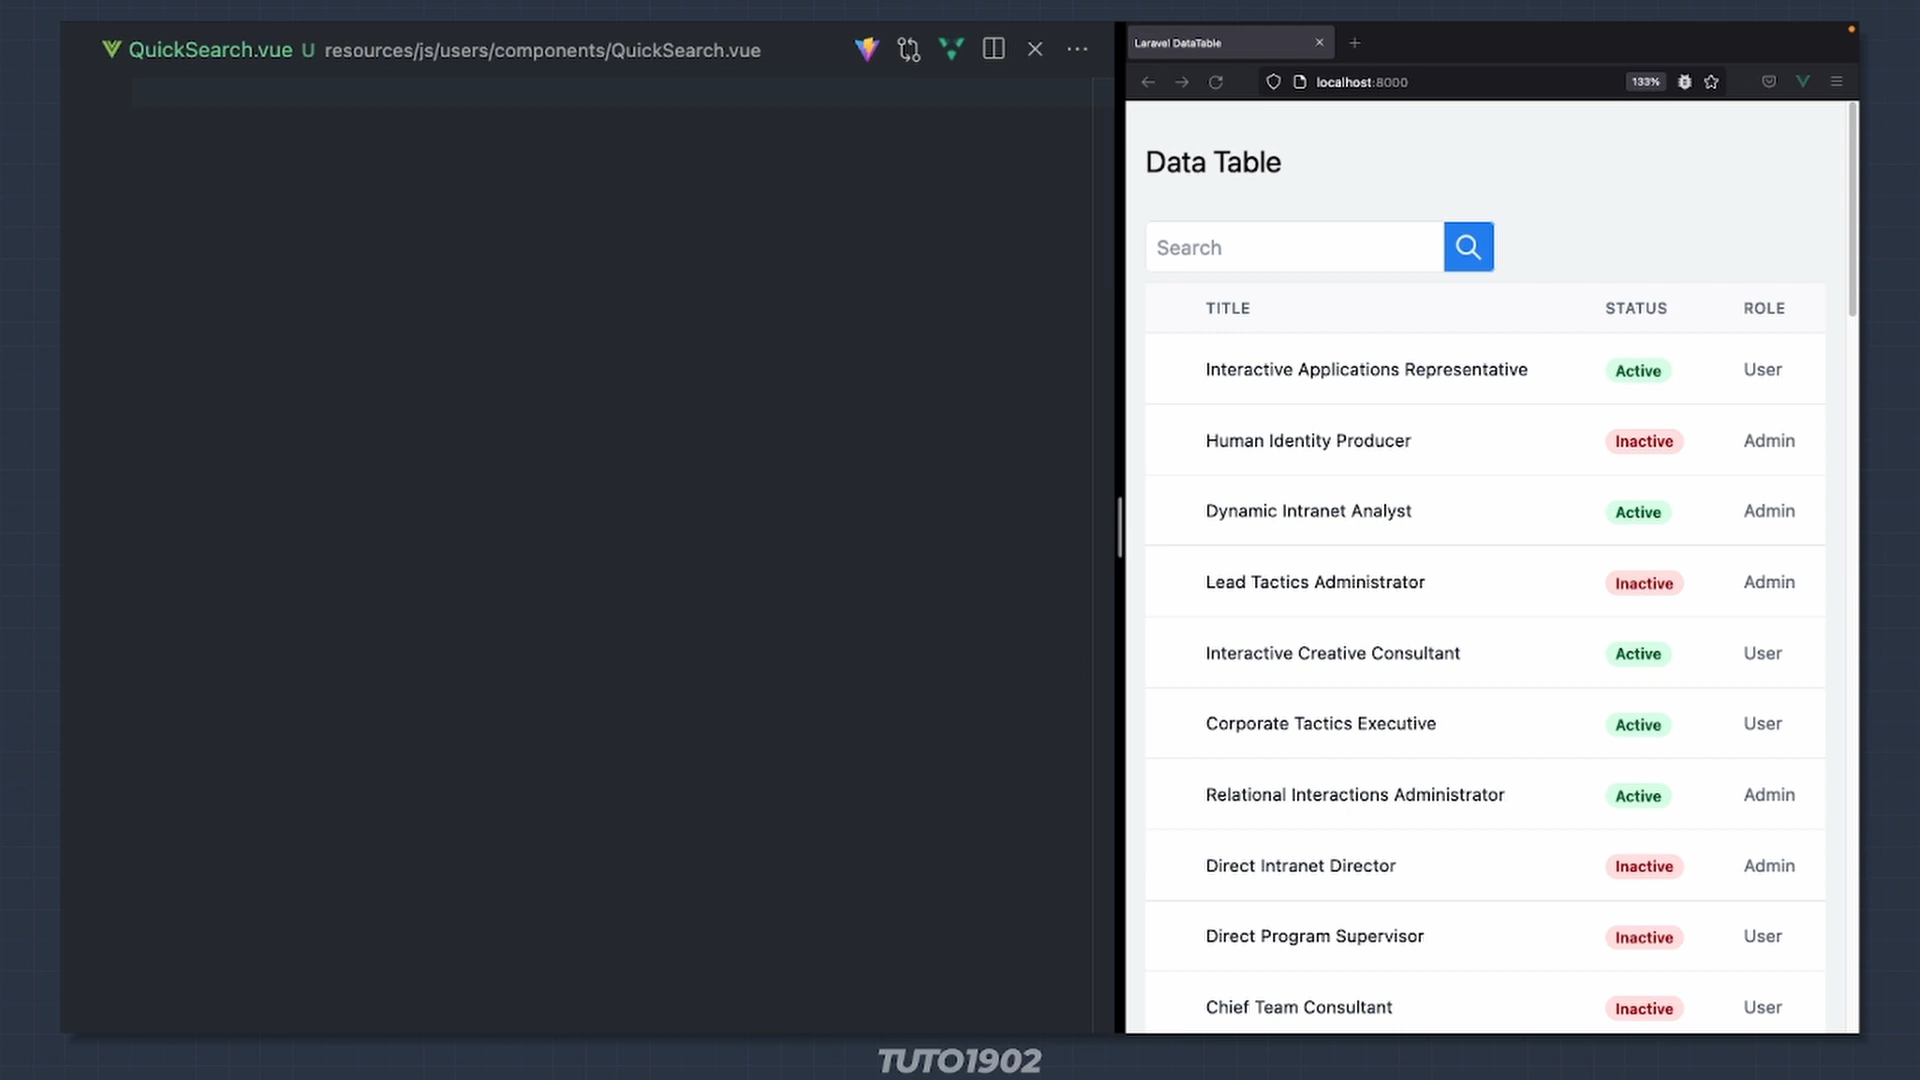 QuickSearch.vue U resources/js/users/components/QuickSearch.vue
Laravel DataTable
localhost:8000 133%
Data Table
Search
TITLE STATUS ROLE
Interactive Applications Representative Active User
Human Identity Producer Inactive Admin
Dynamic Intranet Analyst Active Admin
Lead Tactics Administrator Inactive Admin
Interactive Creative Consultant Active User
Corporate Tactics Executive Active User
Relational Interactions Administrator Active Admin
Direct Intranet Director Inactive Admin
Direct Program Supervisor Inactive User
Chief Team Consultant Inactive User
TUTO1902